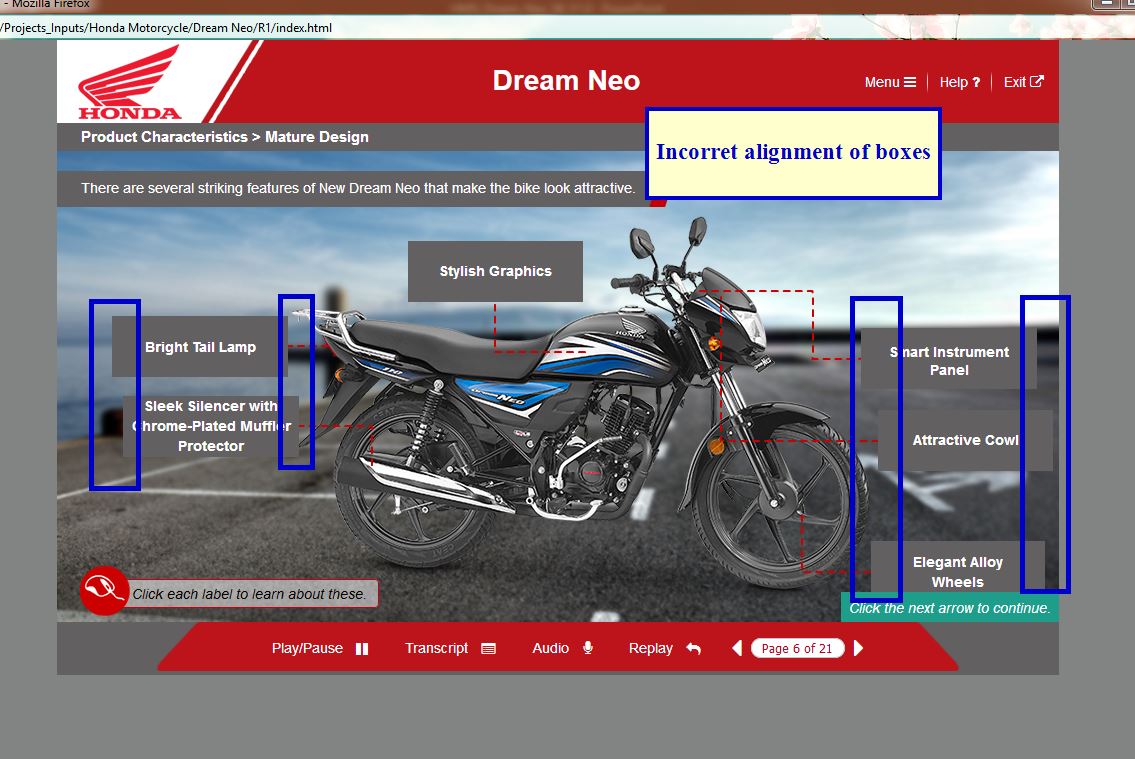 - Mozilla Firefox
/Projects_Inputs/Honda Motorcycle/Dream Neo/R1/index.html
HONDA
Dream Neo
Menu
Help ?
Exit
Product Characteristics > Mature Design
Incorret alignment of boxes
There are several striking features of New Dream Neo that make the bike look attractive.
Stylish Graphics
Bright Tail Lamp
Sleek Silencer with
Chrome-Plated Muffler
Protector
Smart Instrument
Panel
Attractive Cowl
Elegant Alloy
Wheels
HONDA
110
Dream NEO
Click each label to learn about these.
Click the next arrow to continue.
Play/Pause
Transcript
Audio
Replay
Page 6 of 21